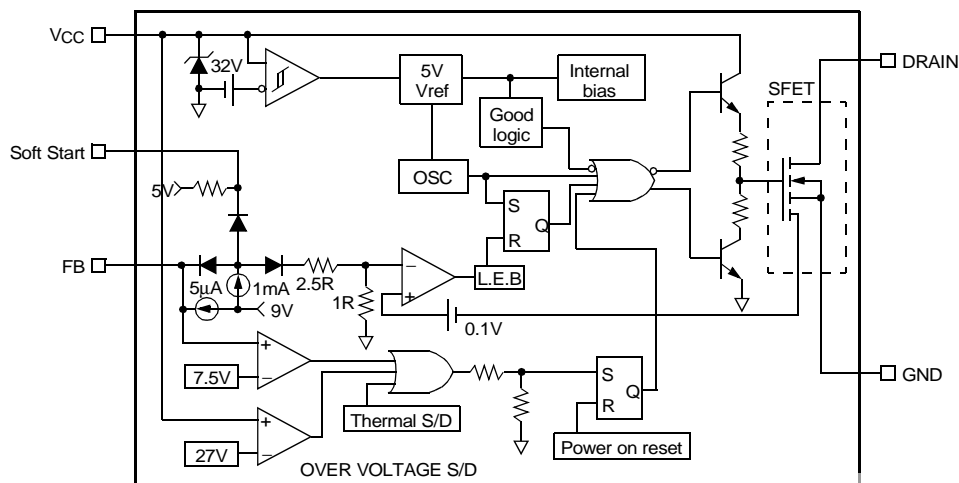 VCC
DRAIN
32V
5V
Vref
Internal
bias
SFET
Good
logic
Soft Start
OSC
5V
S
Q
R
FB
2.5R
−
L.E.B
5μA
1mA
1R
+
9V
0.1V
+
7.5V
−
S
Q
R
GND
Thermal S/D
+
Power on reset
27V
−
OVER VOLTAGE S/D